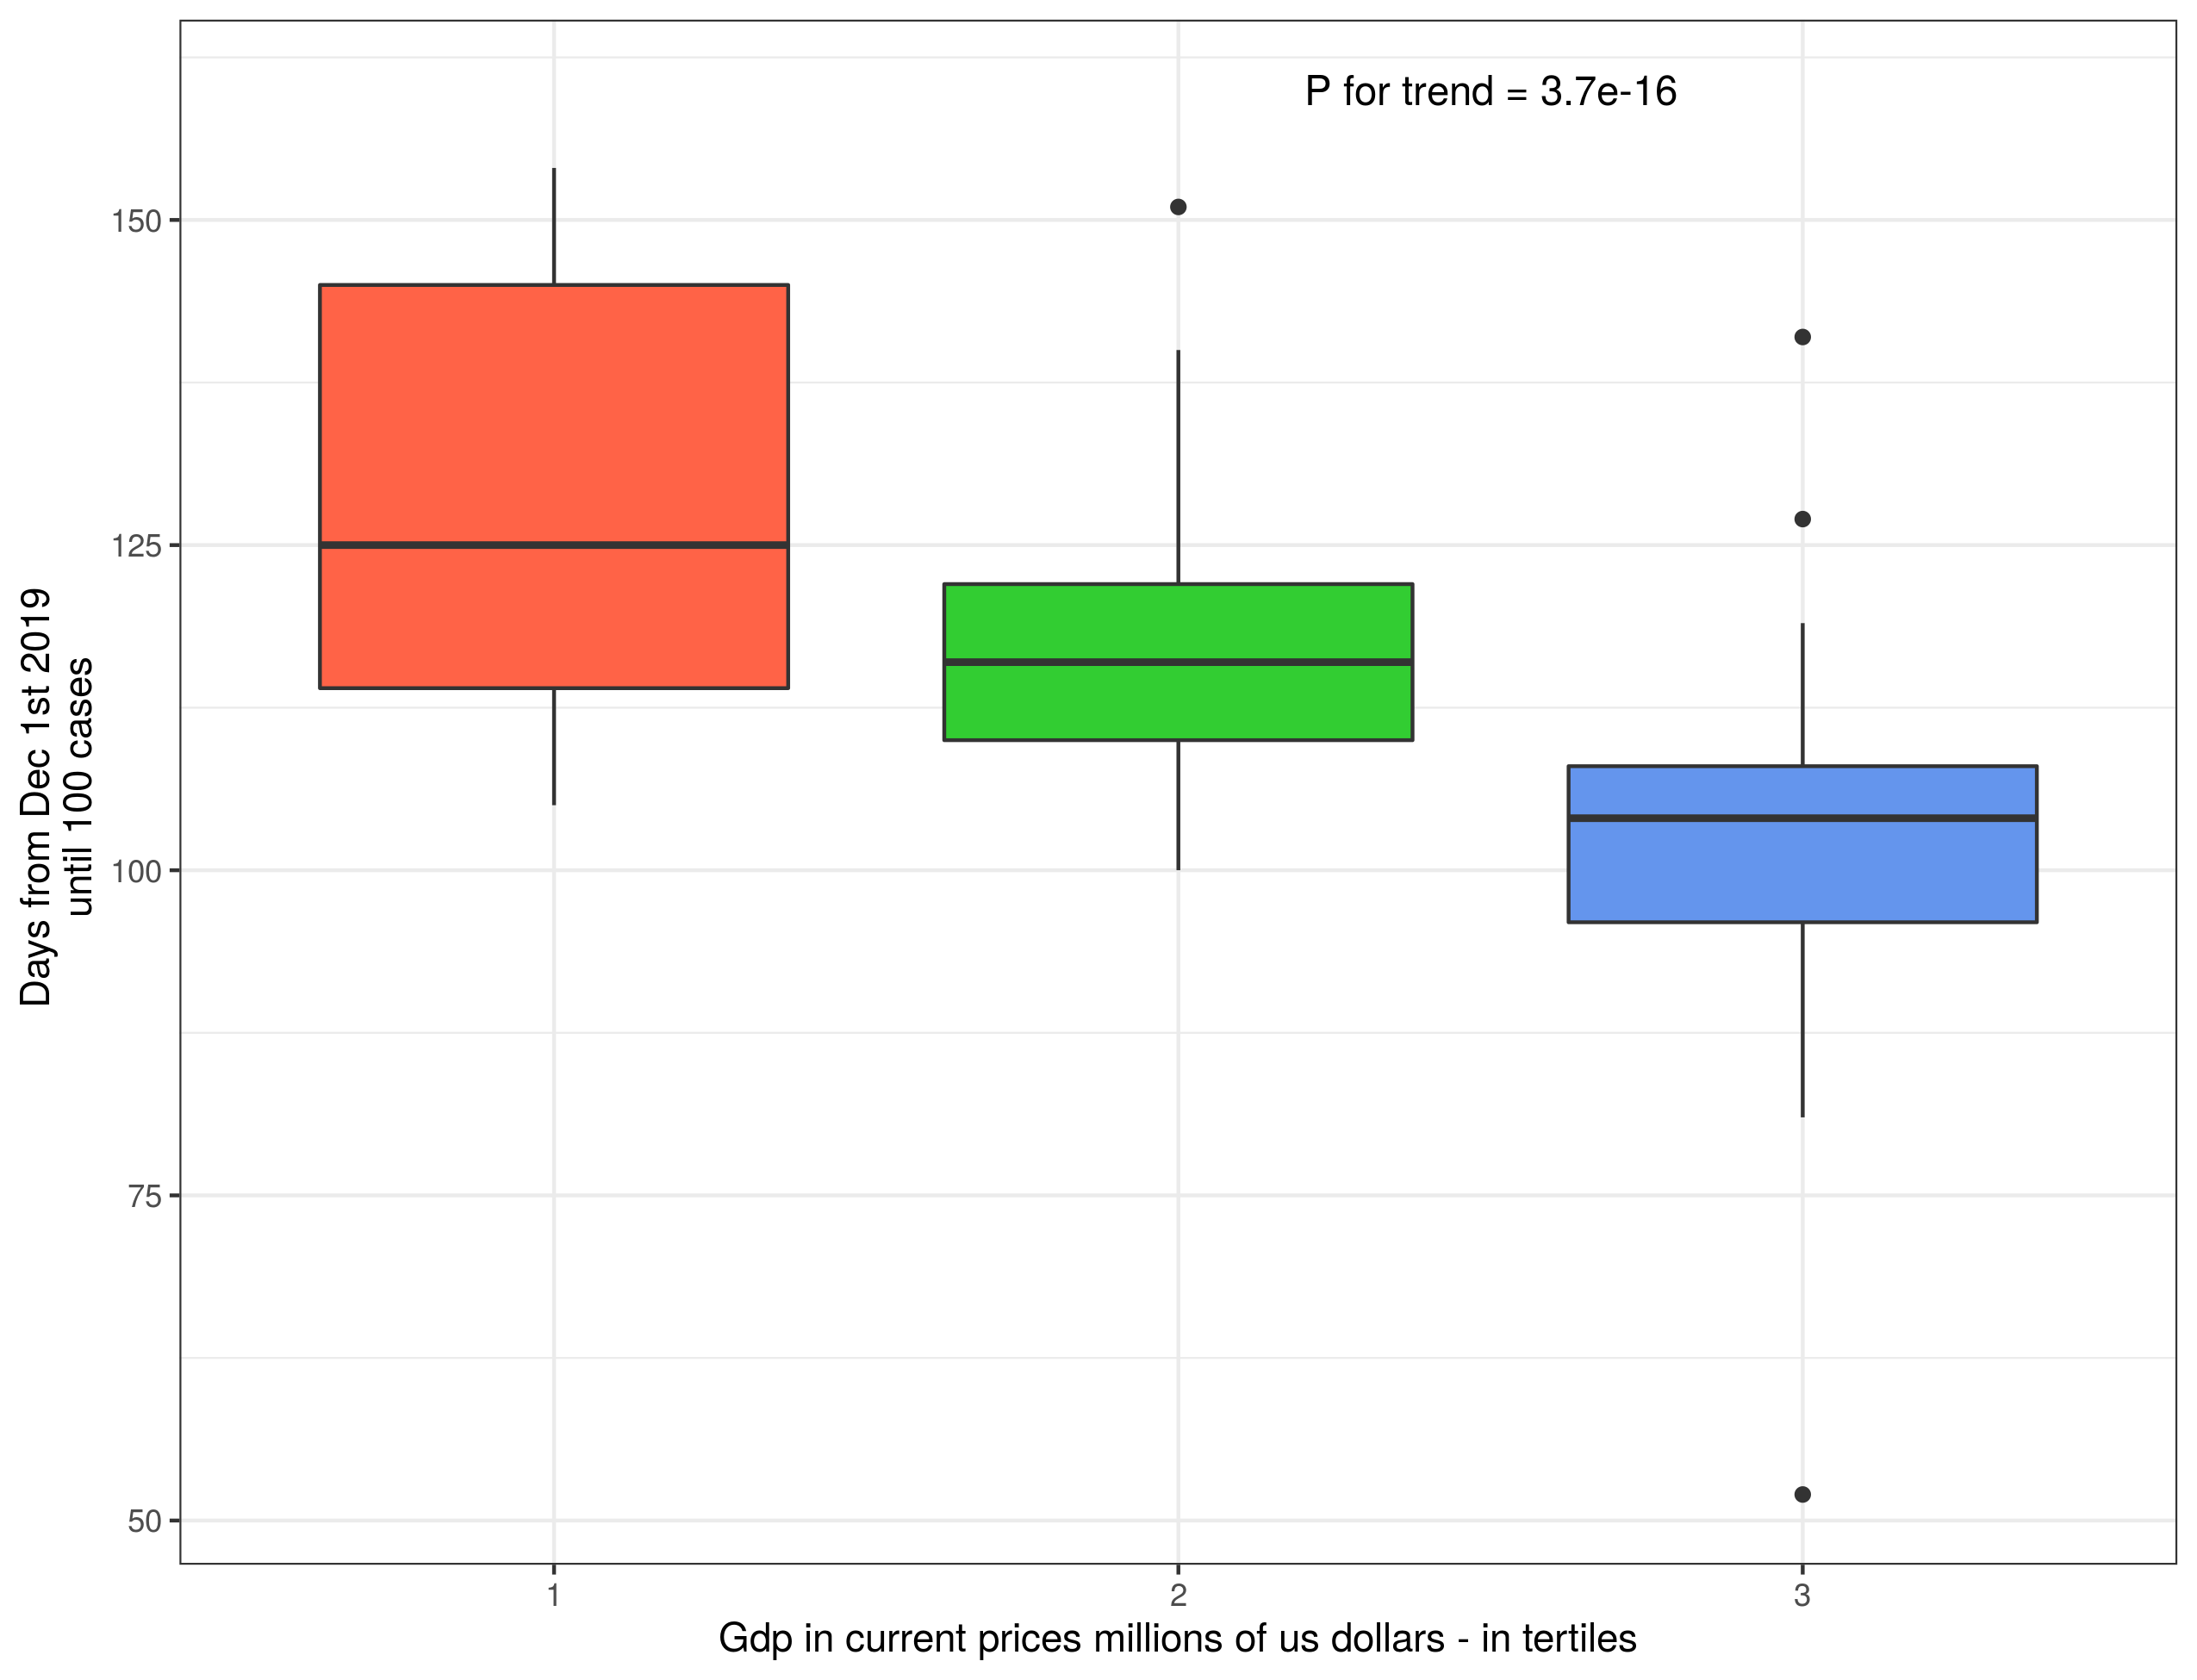 P for trend = 3.7e-16
150
125
100
75
50
Days from Dec 1st 2019
until 100 cases
1
2
3
Gdp in current prices millions of us dollars - in tertiles